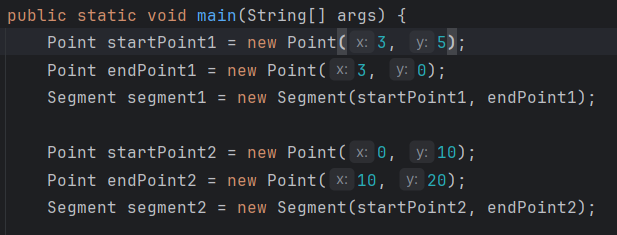 public static void main(String[] args) {
Point startPoint1 = new Point( x: 3, y: 5);
Point endPoint1 = new Point( x: 3, y: 0);
Segment segment1 = new Segment(startPoint1, endPoint1);
Point startPoint2 = new Point( x: 0, y: 10);
Point endPoint2 = new Point( x: 10, y: 20);
Segment segment2 = new Segment(startPoint2, endPoint2);